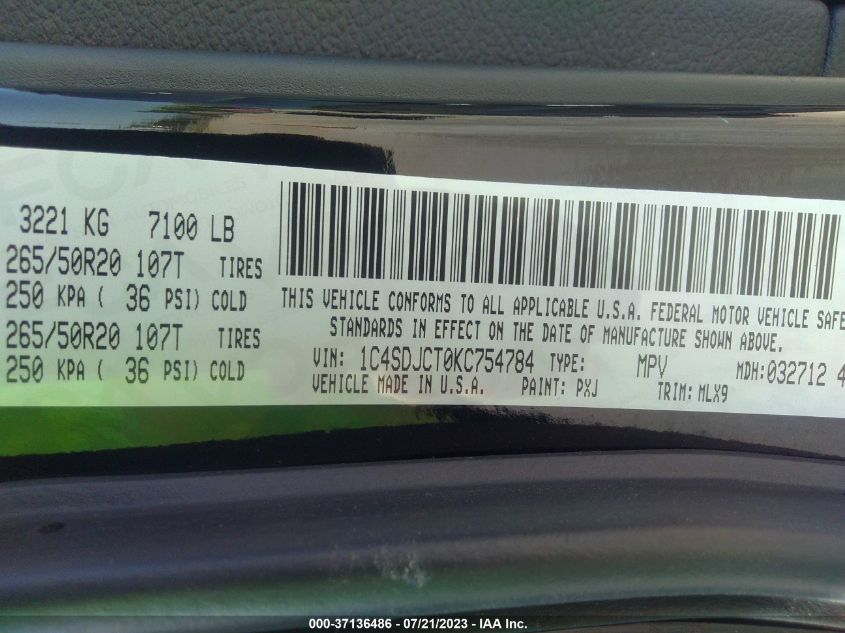 3221 KG 7100 LB
265/50R20 107T TIRES
250 KPA ( 36 PSI) COLD
265/50R20 107T TIRES
250 KPA ( 36 PSI) COLD
THIS VEHICLE CONFORMS TO ALL APPLICABLE U.S.A. FEDERAL MOTOR VEHICLE SAFE
STANDARDS IN EFFECT ON THE DATE OF MANUFACTURE SHOWN ABOVE.
VIN: 1C4SDJCT0KC754784 TYPE: MPV MDH:032712 4
VEHICLE MADE IN U.S.A. PAINT: PXJ TRIM: MLX9
000-37136486 - 07/21/2023 - IAA Inc.